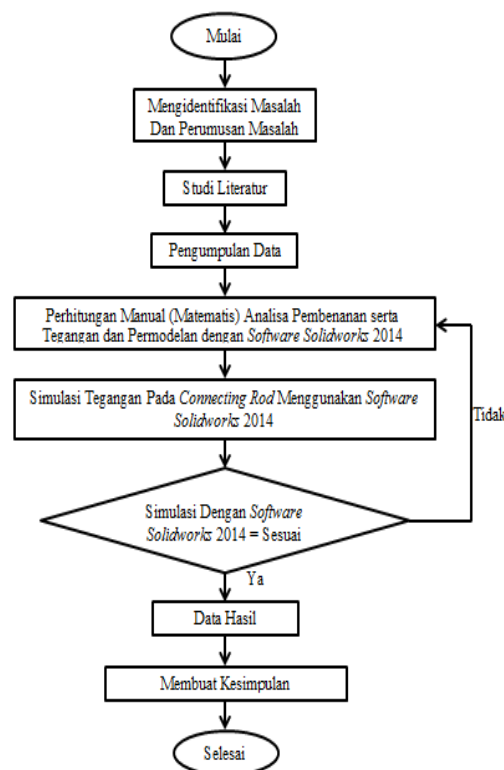 Mulai
Mengidentifikasi Masalah
Dan Perumusan Masalah
Studi Literatur
Pengumpulan Data
Perhitungan Manual (Matematis) Analisa Pembenanan serta
Tegangan dan Permodelan dengan Software Solidworks 2014
Simulasi Tegangan Pada Connecting Rod Menggunakan Software
Solidworks 2014
Tidak
Simulasi Dengan Software
Solidworks 2014 = Sesuai
Ya
Data Hasil
Membuat Kesimpulan
Selesai